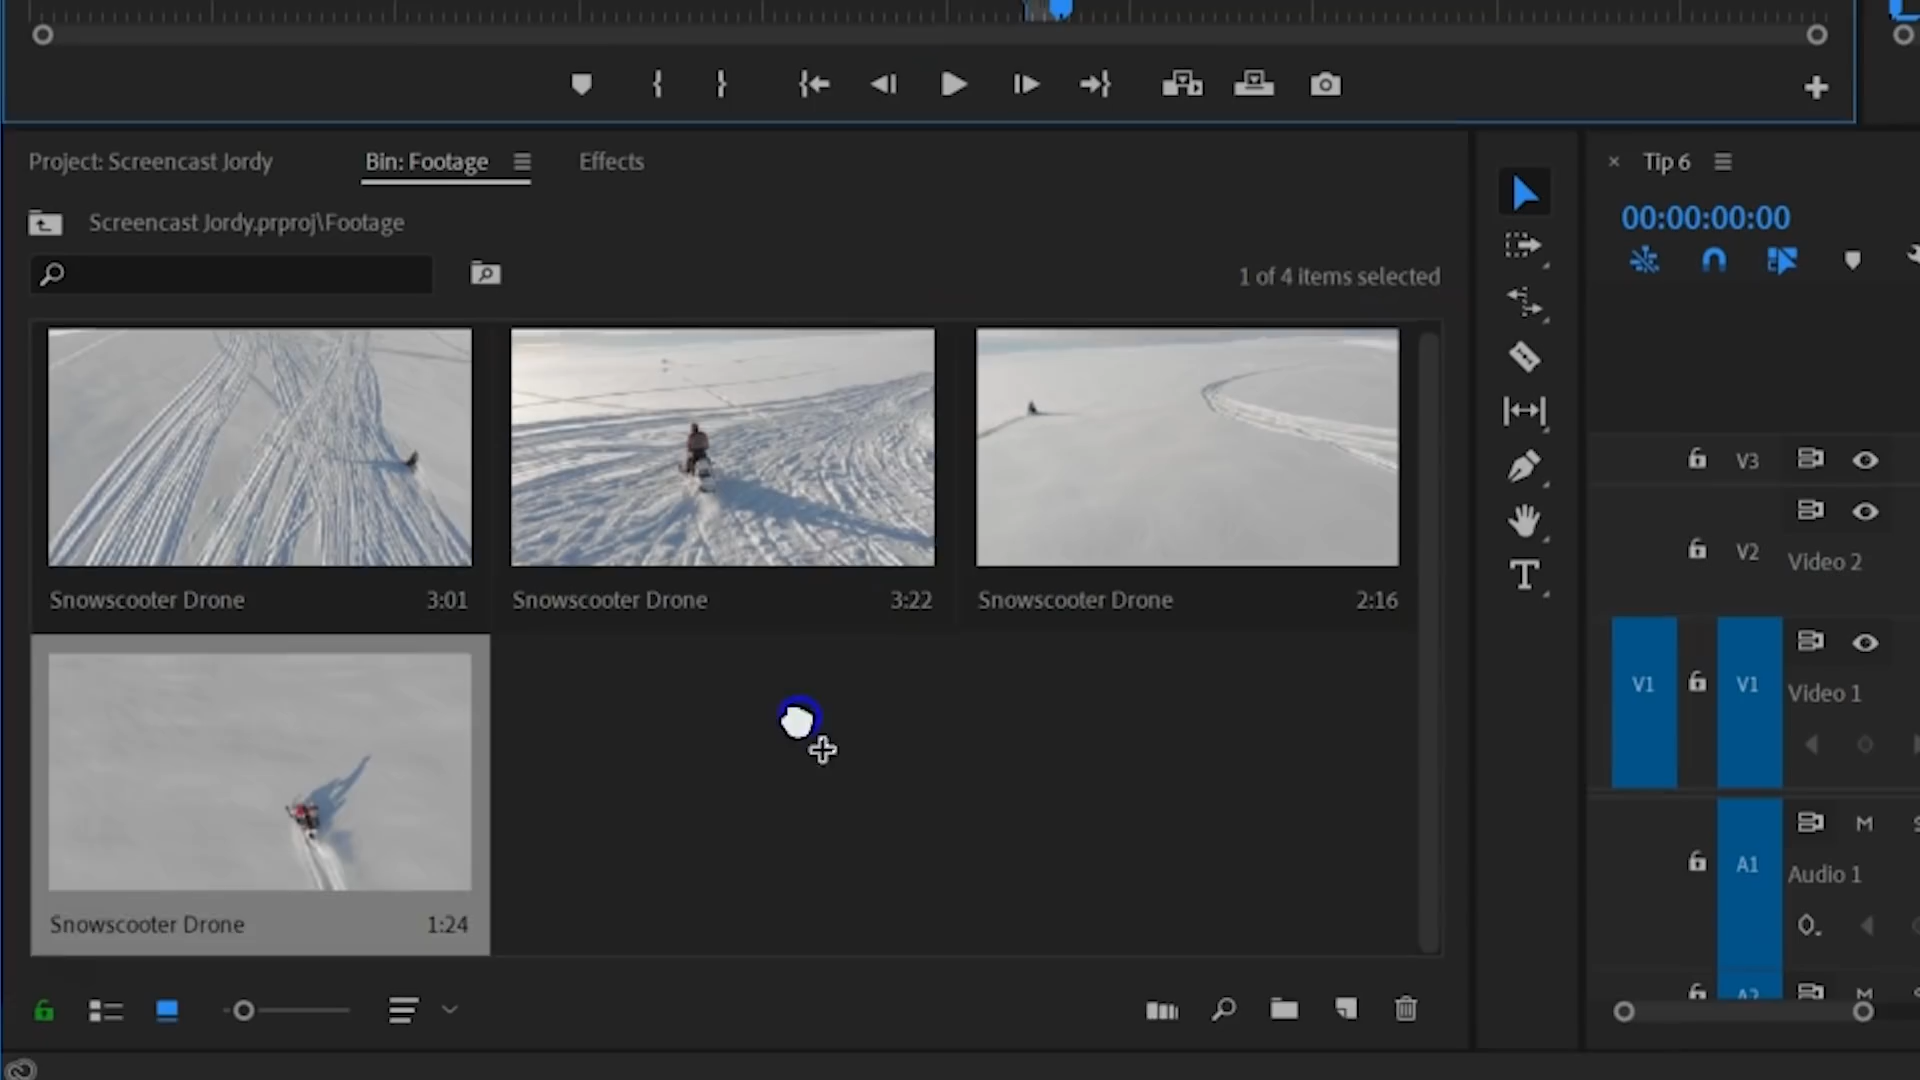 Project: Screencast Jordy
Bin: Footage
Effects
Screencast Jordy.prproj\Footage
1 of 4 items selected
Snowscooter Drone 3:01
Snowscooter Drone 3:22
Snowscooter Drone 2:16
Snowscooter Drone 1:24
× Tip 6
00:00:00:00
V3
V2 Video 2
V1 V1 Video 1
M
A1 Audio 1
A2 M